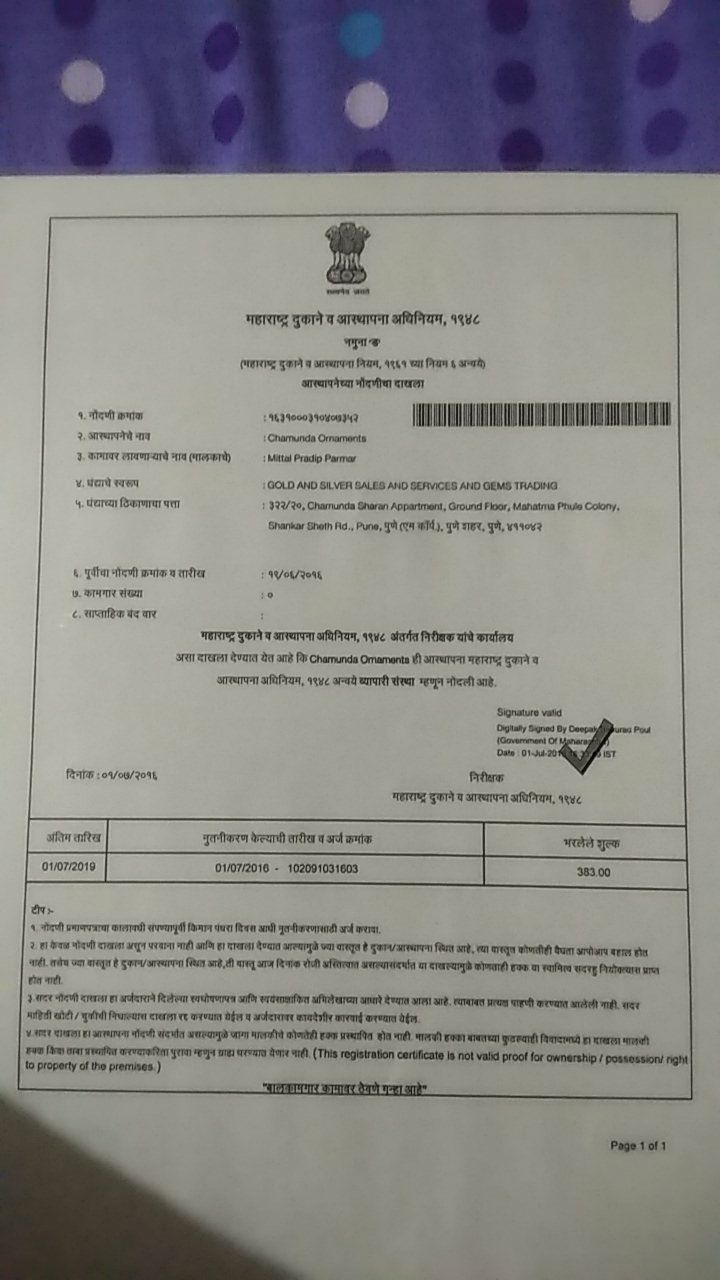 सत्यमेव जयते
महाराष्ट्र दुकाने व आस्थापना अधिनियम, १९४८
नमुना 'ङ'
(महाराष्ट्र दुकाने व आस्थापना नियम, १९६१ च्या नियम ६ अन्वये)
आस्थापनेच्या नोंदणीचा दाखला
१. नोंदणी क्रमांक : १६३१०००३१०४०७३५२
२. आस्थापनेचे नाव : Chamunda Ornaments
३. कामावर लावणाऱ्याचे नाव (मालकाचे) : Mittal Pradip Parmar
४. धंद्याचे स्वरूप : GOLD AND SILVER SALES AND SERVICES AND GEMS TRADING
५. धंद्याच्या ठिकाणाचा पत्ता : ३२२/२०, Chamunda Sharan Appartment, Ground Floor, Mahatma Phule Colony,
Shankar Sheth Rd., Pune, पुणे (एम कॉर्प.), पुणे शहर, पुणे, ४११०४२
६. पूर्वीचा नोंदणी क्रमांक व तारीख : १९/०६/२०१६
७. कामगार संख्या : ०
८. साप्ताहिक बंद वार :
महाराष्ट्र दुकाने व आस्थापना अधिनियम, १९४८ अंतर्गत निरीक्षक यांचे कार्यालय
असा दाखला देण्यात येत आहे कि Chamunda Ornaments ही आस्थापना महाराष्ट्र दुकाने व
आस्थापना अधिनियम, १९४८ अन्वये व्यापारी संस्था म्हणून नोंदली आहे.
Signature valid
Digitally Signed By Deepak Poul
(Government Of Maharashtra)
Date : 01-Jul-2016 IST
दिनांक : ०१/०७/२०१६ निरीक्षक
महाराष्ट्र दुकाने व आस्थापना अधिनियम, १९४८
अंतिम तारिख नुतनीकरण केल्याची तारीख व अर्ज क्रमांक भरलेले शुल्क
01/07/2019 01/07/2016 - 102091031603 383.00
टीप :-
१. नोंदणी प्रमाणपत्राचा कालावधी संपण्यापूर्वी किमान पंधरा दिवस आधी नुतनीकरणासाठी अर्ज करावा.
२. हा केवळ नोंदणी दाखला असून परवाना नाही आणि हा दाखला देण्यात आल्यामुळे ज्या वास्तूत हे दुकान/आस्थापना स्थित आहे, त्या वास्तूस कोणतीही वैधता आपोआप बहाल होत
नाही. तसेच ज्या वास्तूत हे दुकान/आस्थापना स्थित आहे,ती वास्तू आज दिनांक रोजी अस्तित्वात असल्यासंदर्भात या दाखल्यामुळे कोणताही हक्क वा स्वामित्व सदरहु नियोक्त्यास प्राप्त
होत नाही.
३.सदर नोंदणी दाखला हा अर्जदाराने दिलेल्या स्वघोषणापत्र आणि स्वयंसाक्षांकित अभिलेखाच्या आधारे देण्यात आला आहे. त्याबाबत प्रत्यक्ष पाहणी करण्यात आलेली नाही. सदर
माहिती खोटी / चुकीची निघाल्यास दाखला रद्द करण्यात येईल व अर्जदारावर कायदेशीर कारवाई करण्यात येईल.
४.सदर दाखला हा आस्थापना नोंदणी संदर्भात असल्यामुळे जागा मालकीचे कोणतेही हक्क प्रस्थापित होत नाही. मालकी हक्का बाबतच्या कुठल्याही विवादामध्ये हा दाखला मालकी
हक्क किंवा ताबा प्रस्थापित करण्याकरिता पुरावा म्हणून ग्राह्य धरण्यात येणार नाही. (This registration certificate is not valid proof for ownership / possession/ right
to property of the premises.)
"बालकामगार कामावर ठेवणे गुन्हा आहे"
Page 1 of 1